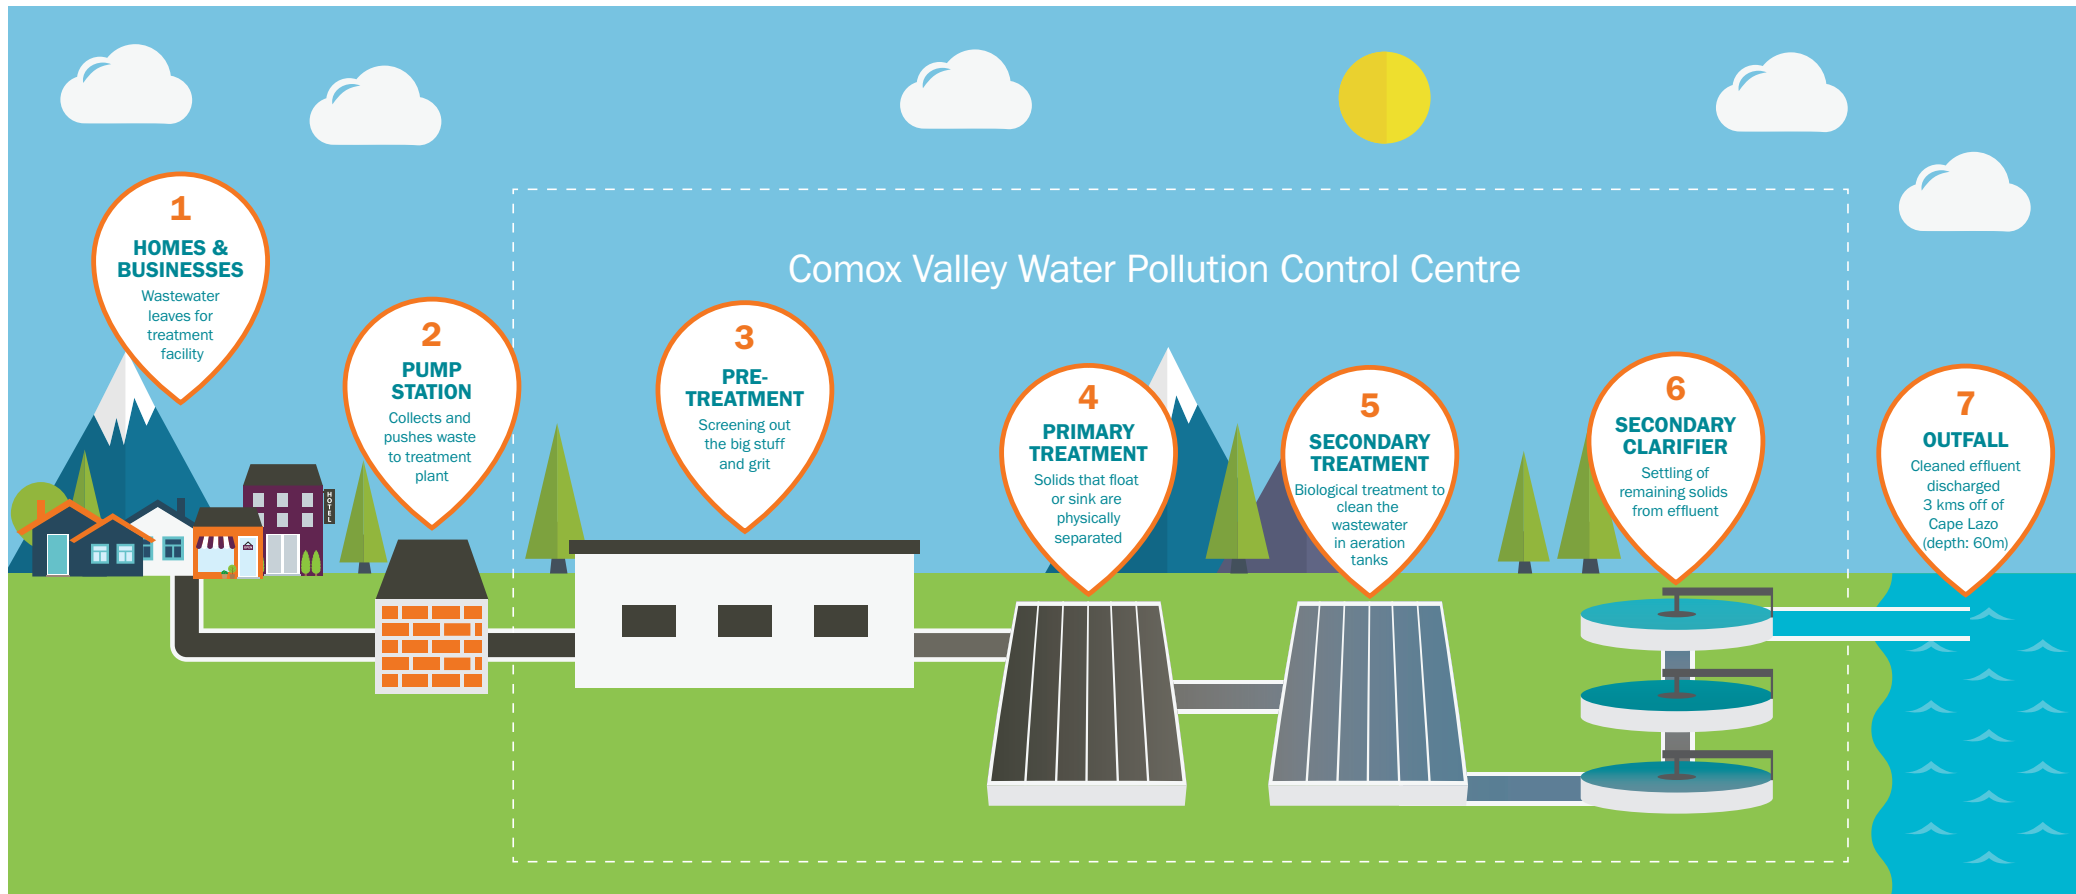 Comox Valley Water Pollution Control Centre
1
HOMES &
BUSINESSES
Wastewater
leaves for
treatment
facility
2
PUMP
STATION
Collects and
pushes waste
to treatment
plant
3
PRE-
TREATMENT
Screening out
the big stuff
and grit
4
PRIMARY
TREATMENT
Solids that float
or sink are
physically
separated
5
SECONDARY
TREATMENT
Biological treatment to
clean the
wastewater
in aeration
tanks
6
SECONDARY
CLARIFIER
Settling of
remaining solids
from effluent
7
OUTFALL
Cleaned effluent
discharged
3 kms off of
Cape Lazo
(depth: 60m)
HOTEL
OPEN